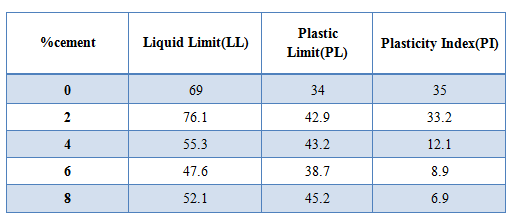 %cement Liquid Limit(LL) Plastic Limit(PL) Plasticity Index(PI)
0 69 34 35
2 76.1 42.9 33.2
4 55.3 43.2 12.1
6 47.6 38.7 8.9
8 52.1 45.2 6.9